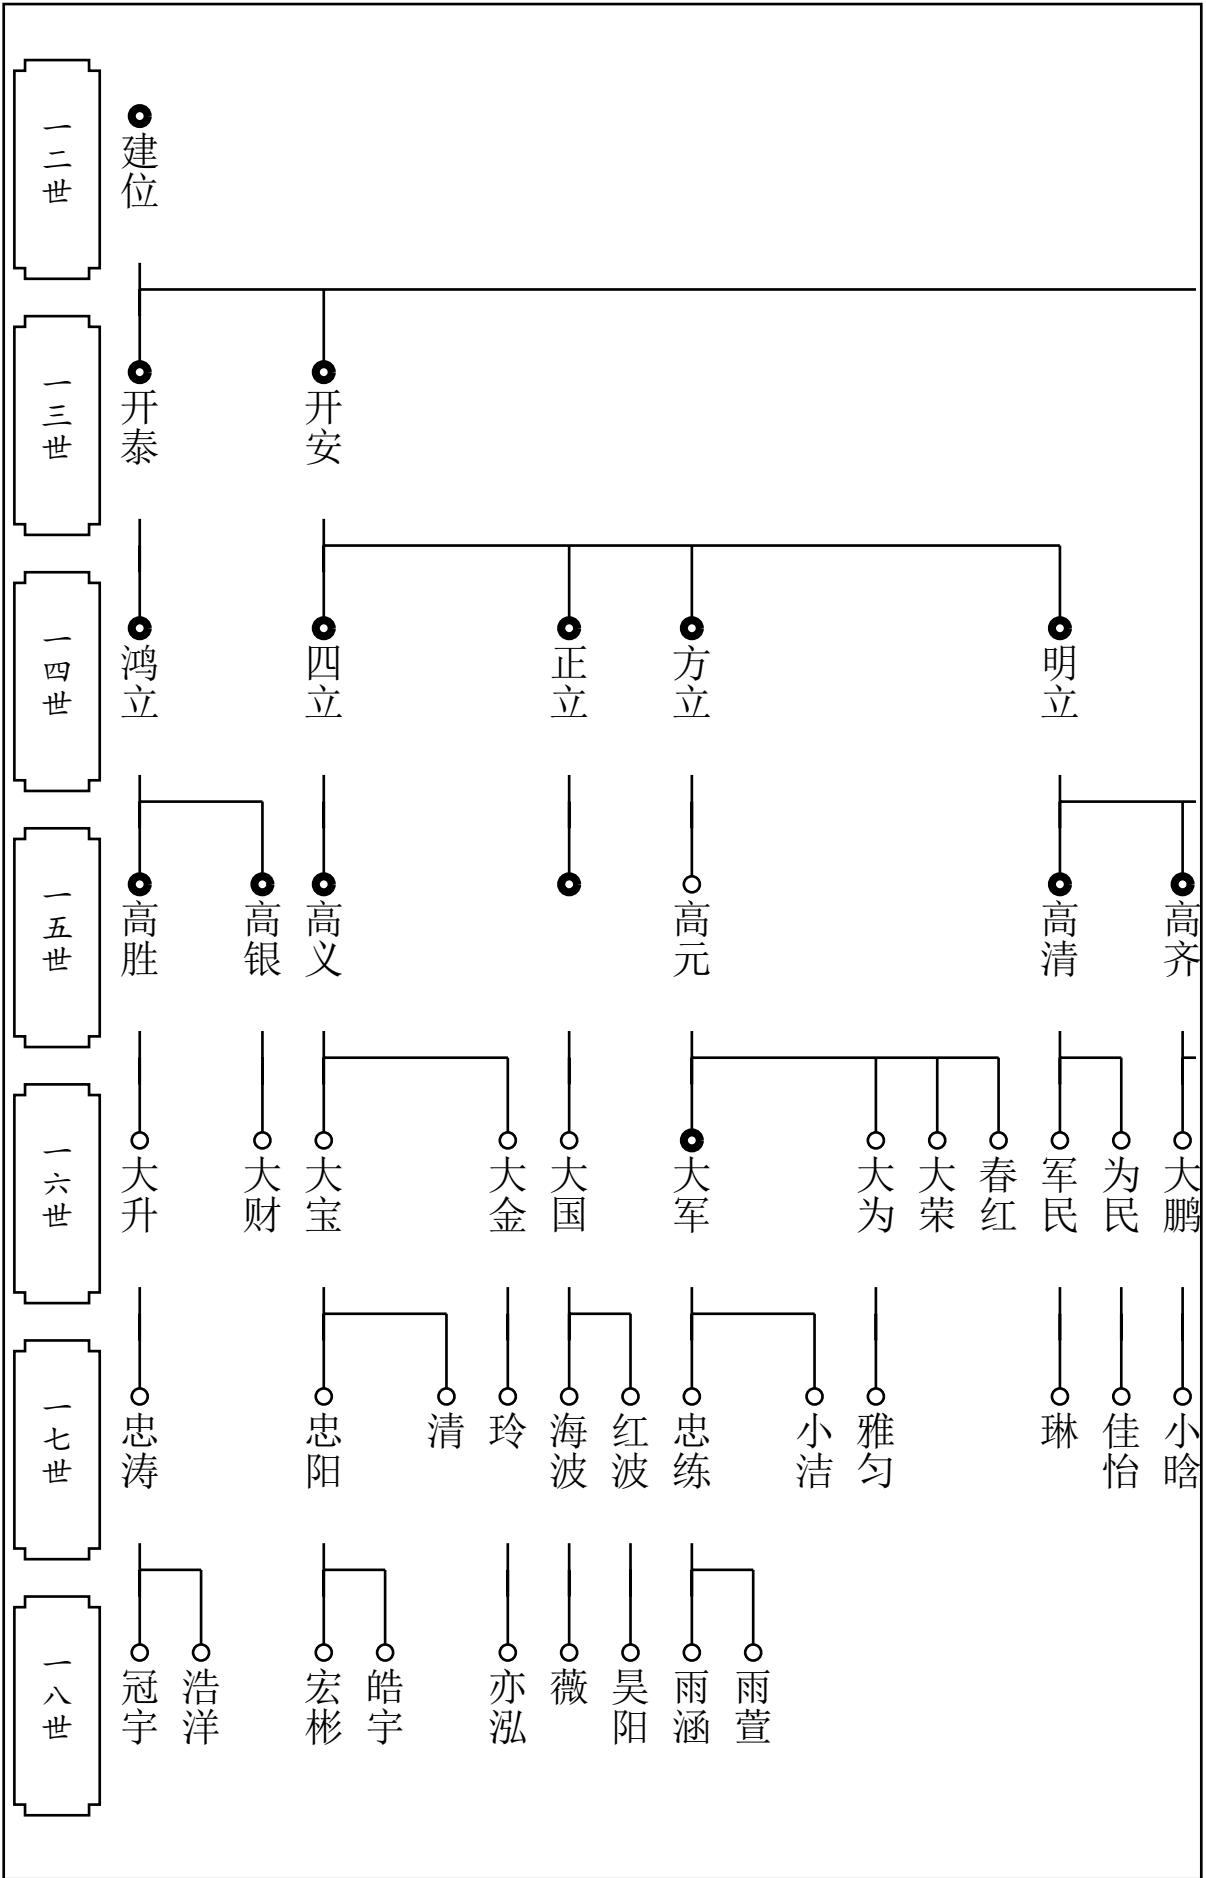 一二世
建位
一三世
开泰
开安
一四世
鸿立
四立
正立
方立
明立
一五世
高胜
高银
高义
高元
高清
高齐
一六世
大升
大财
大宝
大金
大国
大军
大为
大荣
春红
军民
为民
大鹏
一七世
忠涛
忠阳
清
玲
海波
红波
忠练
小洁
雅匀
琳
佳怡
小晗
一八世
冠宇
浩洋
宏彬
皓宇
亦泓
薇
昊阳
雨涵
雨萱